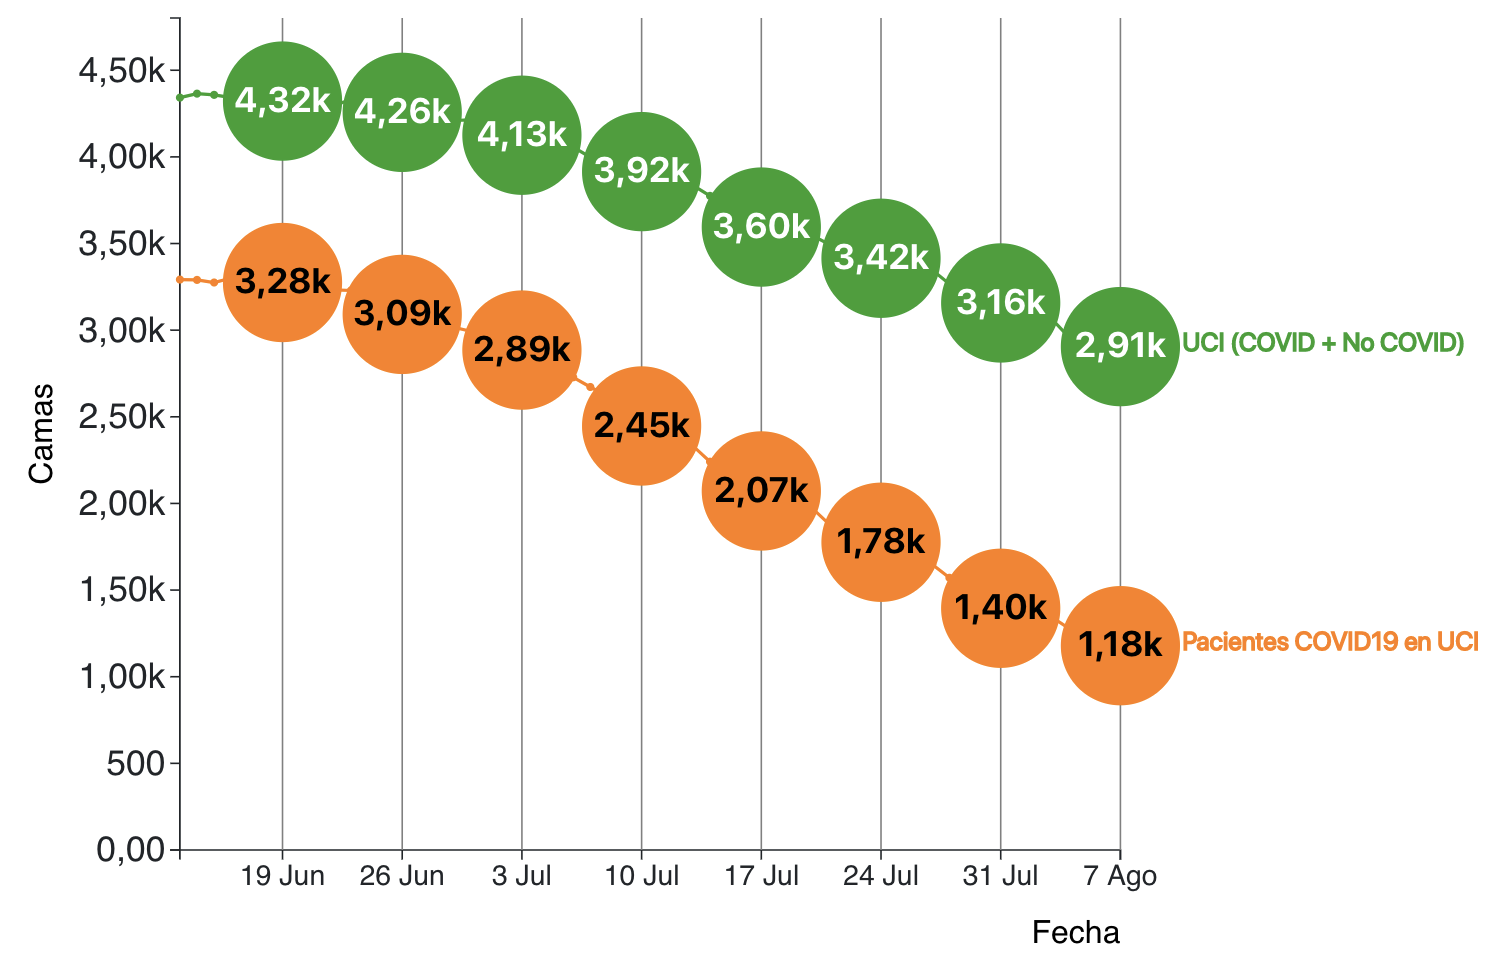 4,50k
4,00k
3,50k
3,00k
2,50k
2,00k
1,50k
1,00k
500
0,00
Camas
4,32k
4,26k
4,13k
3,92k
3,60k
3,42k
3,16k
2,91k
UCI (COVID + No COVID)
3,28k
3,09k
2,89k
2,45k
2,07k
1,78k
1,40k
1,18k
Pacientes COVID19 en UCI
19 Jun
26 Jun
3 Jul
10 Jul
17 Jul
24 Jul
31 Jul
7 Ago
Fecha